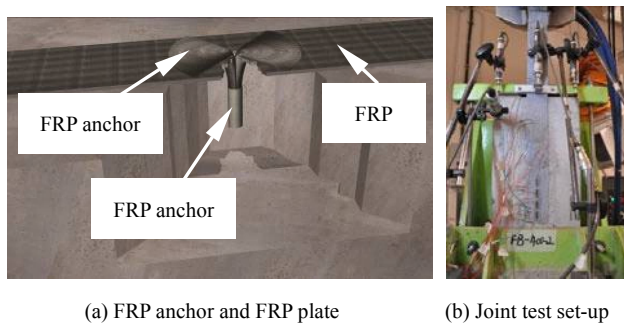 FRP anchor
FRP
FRP anchor
(a) FRP anchor and FRP plate
(b) Joint test set-up